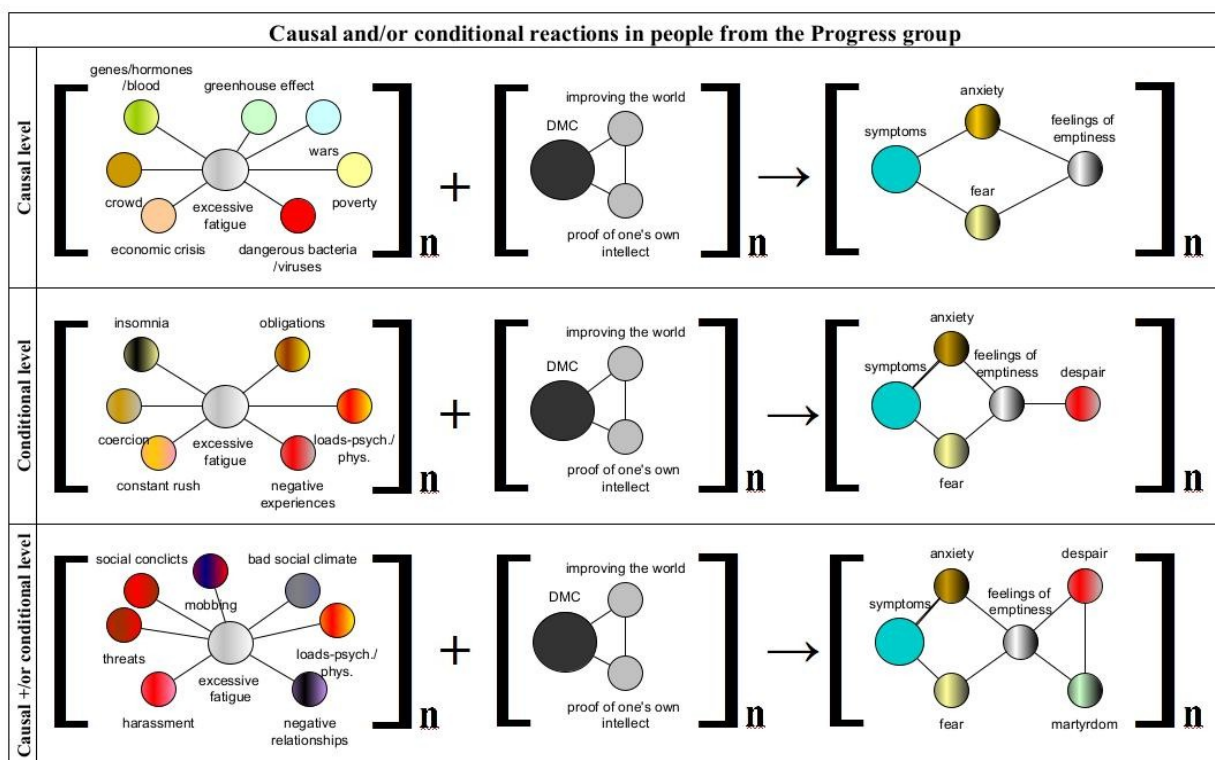 Causal and/or conditional reactions in people from the Progress group
Causal level
genes/hormones
/blood
greenhouse effect
wars
crowd
excessive
fatigue
poverty
economic crisis
dangerous bacteria
/viruses
n
+
improving the world
DMC
proof of one's own
intellect
n
→
anxiety
symptoms
feelings of
emptiness
fear
n
Conditional level
insomnia
obligations
coercion
excessive
fatigue
loads-psych./
phys.
constant rush
negative
experiences
n
+
improving the world
DMC
proof of one's own
intellect
n
→
anxiety
symptoms
feelings of
emptiness
despair
fear
n
Causal +/or conditional level
social conclicts
bad social climate
mobbing
threats
excessive
fatigue
loads-psych./
phys.
harassment
negative
relationships
n
+
improving the world
DMC
proof of one's own
intellect
n
→
anxiety
despair
symptoms
feelings of
emptiness
fear
martyrdom
n